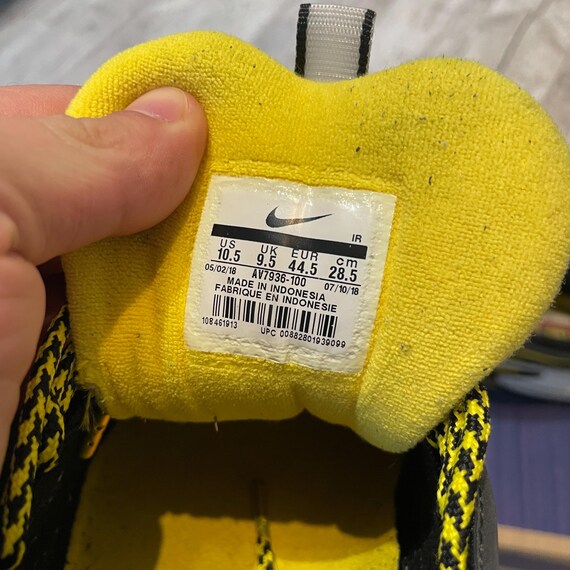 IR
US UK EUR cm
10.5 9.5 44.5 28.5
05/02/18 AV7936-100 07/10/18
MADE IN INDONESIA
FABRIQUE EN INDONESIE
108461913
UPC 00882801939099